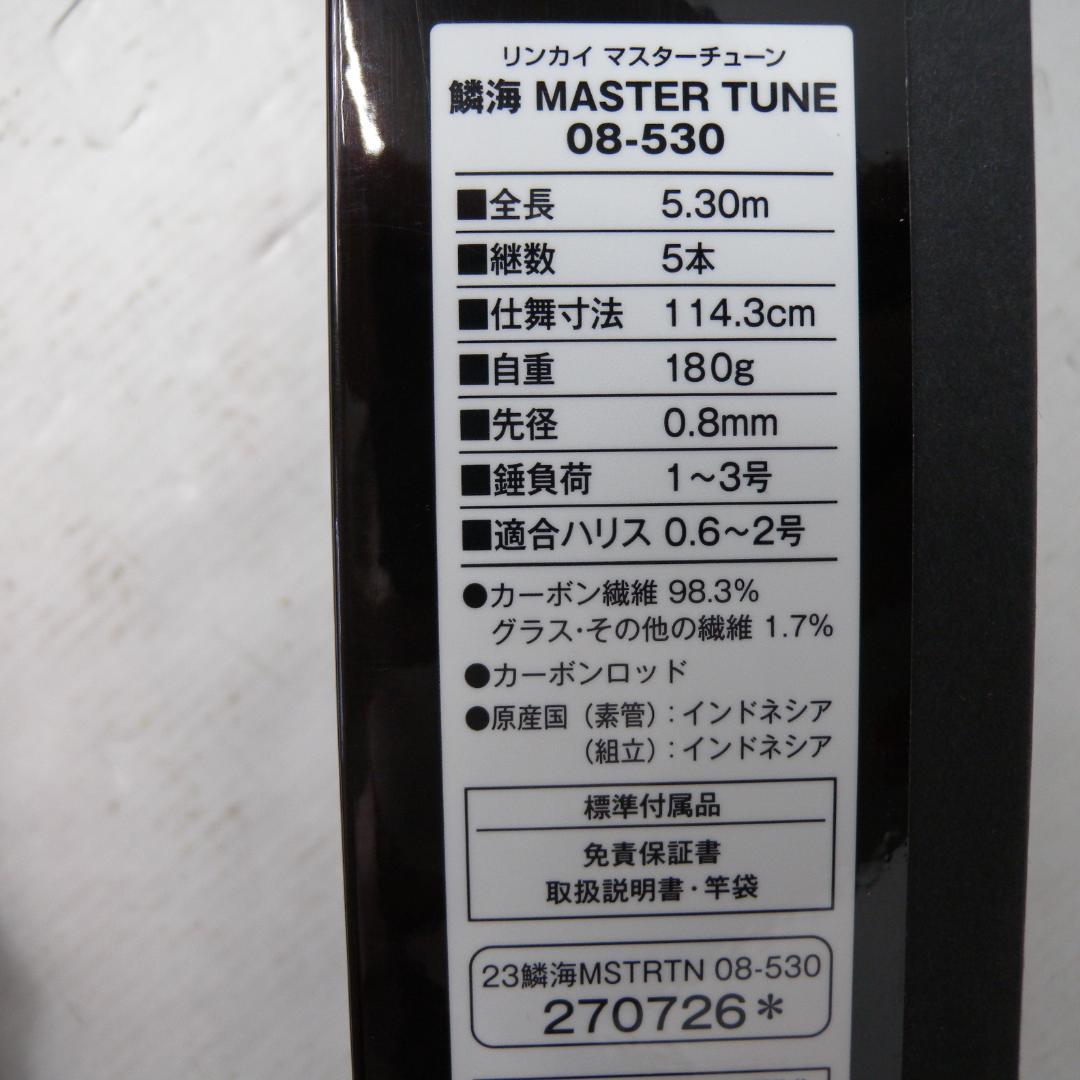 リンカイ マスターチューン
鱗海 MASTER TUNE
08-530
■全長 5.30m
■継数 5本
■仕舞寸法 114.3cm
■自重 180g
■先径 0.8mm
■錘負荷 1〜3号
■適合ハリス 0.6〜2号
●カーボン繊維 98.3%
グラス・その他の繊維 1.7%
●カーボンロッド
●原産国（素管）：インドネシア
（組立）：インドネシア
標準付属品
免責保証書
取扱説明書・竿袋
23鱗海MSTRTN 08-530
270726＊